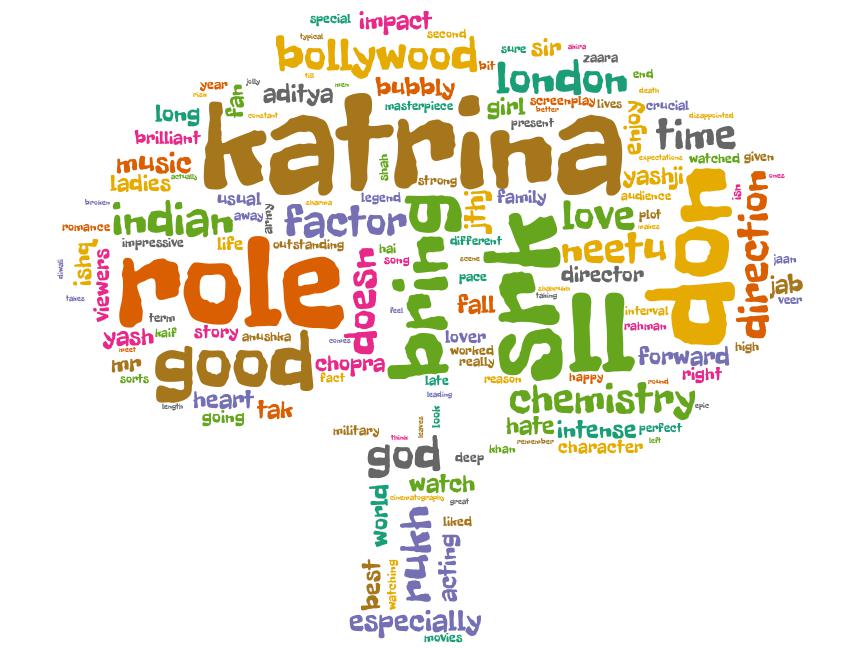 special
impact
typical
second
bollywood
bit
sure
sir
akira
till
zaara
year
jolly
men
aditya
bubbly
london
end
rism
fan
death
long
masterpiece
girl
screenplay
lives
better
crucial
constant
katrina
present
enjoy
disappointed
brilliant
time
music
actually
shah
expectations
watched
given
strong
yashji
ladies
don
direction
ones
isn
usual
sharma
legend
bring
jthj
family
audience
broken
indian
away
army
factor
love
plot
romance
srk
makes
impressive
life
outstanding
different
neetu
ishq
viewers
role
doesn
hai
song
scene
director
jaan
diwali
pace
shahrukh
taking
jab
takes
fall
ll
veer
term
feel
interval
rahman
yash
kaif
story
anushka
comes
lover
high
meet
good
worked
really
forward
mr
chopra
sorts
fact
late
reason
happy
round
right
leading
length
heart
going
tak
chemistry
epic
look
leaves
military
think
hate
intense
perfect
remember
left
character
god
deep
khan
watch
world
cinematography
great
rukh
liked
acting
best
watching
especially
movies